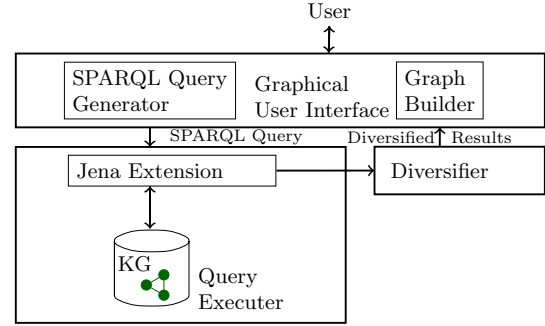 User
SPARQL Query
Generator
Graphical
User Interface
Graph
Builder
SPARQL Query
Diversified Results
Jena Extension
Diversifier
KG
Query
Executer